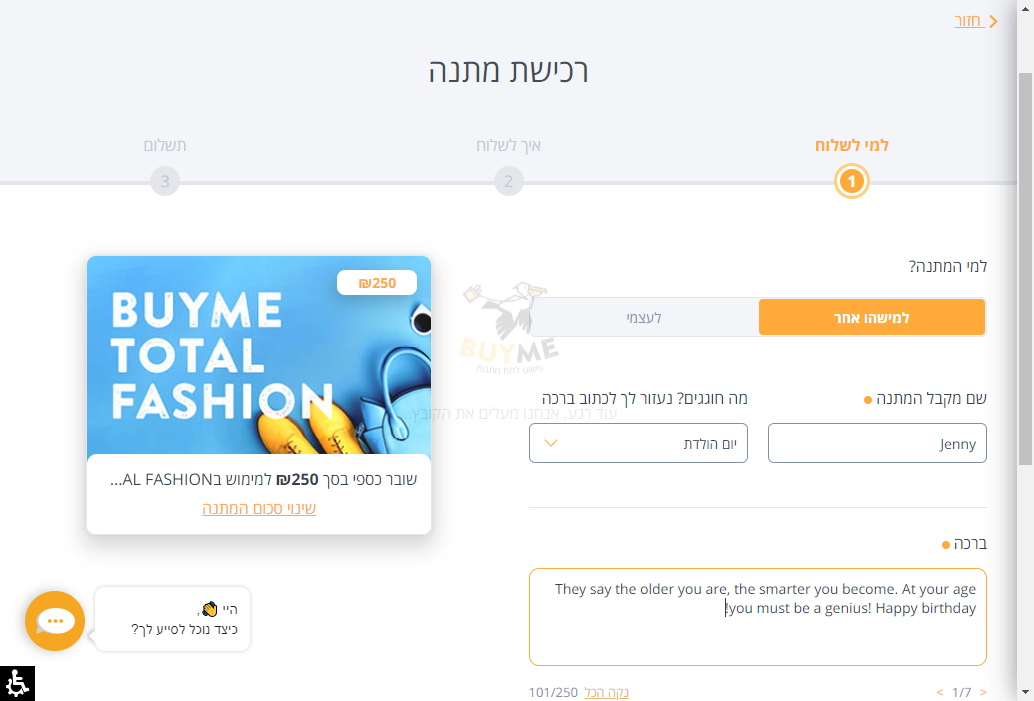 חזור
רכישת מתנה
למי לשלוח
איך לשלוח
תשלום
1
2
3
למי המתנה?
למישהו אחר
לעצמי
BUYME
פשוט לתת מתנות
עוד רגע, אנחנו מעלים את הקובץ...
שם מקבל המתנה
Jenny
מה חוגגים? נעזור לך לכתוב ברכה
יום הולדת
ברכה
They say the older you are, the smarter you become. At your age
you must be a genius! Happy birthday!
< 1/7 >
נקה הכל
101/250
₪250
BUYME
TOTAL
FASHION
שובר כספי בסך ₪250 למימוש בAL FASHION...
שינוי סכום המתנה
היי 👏,
כיצד נוכל לסייע לך?